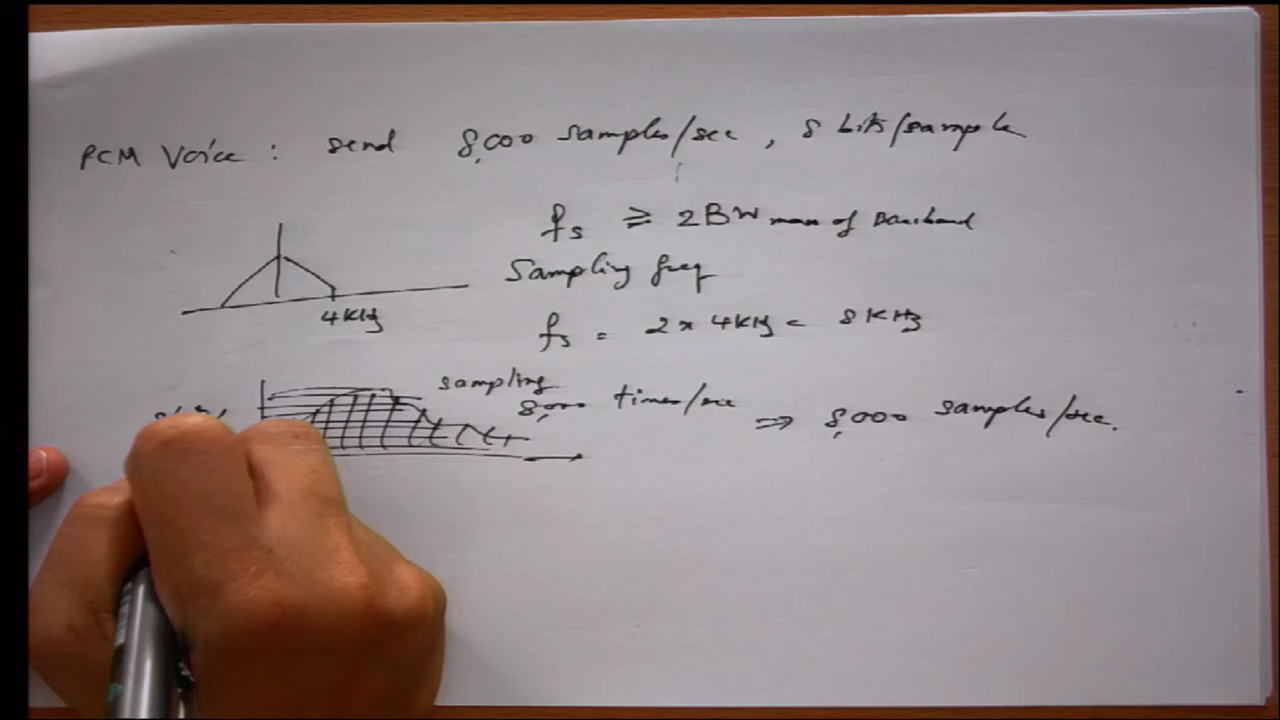 PCM Voice : send 8,000 samples/sec , 8 bits/sample
fs ≥ 2BW max of Baseband
Sampling freq
4KHz
fs = 2 x 4KHz = 8KHz
sampling
8,000 times/sec ⇒ 8,000 samples/sec.